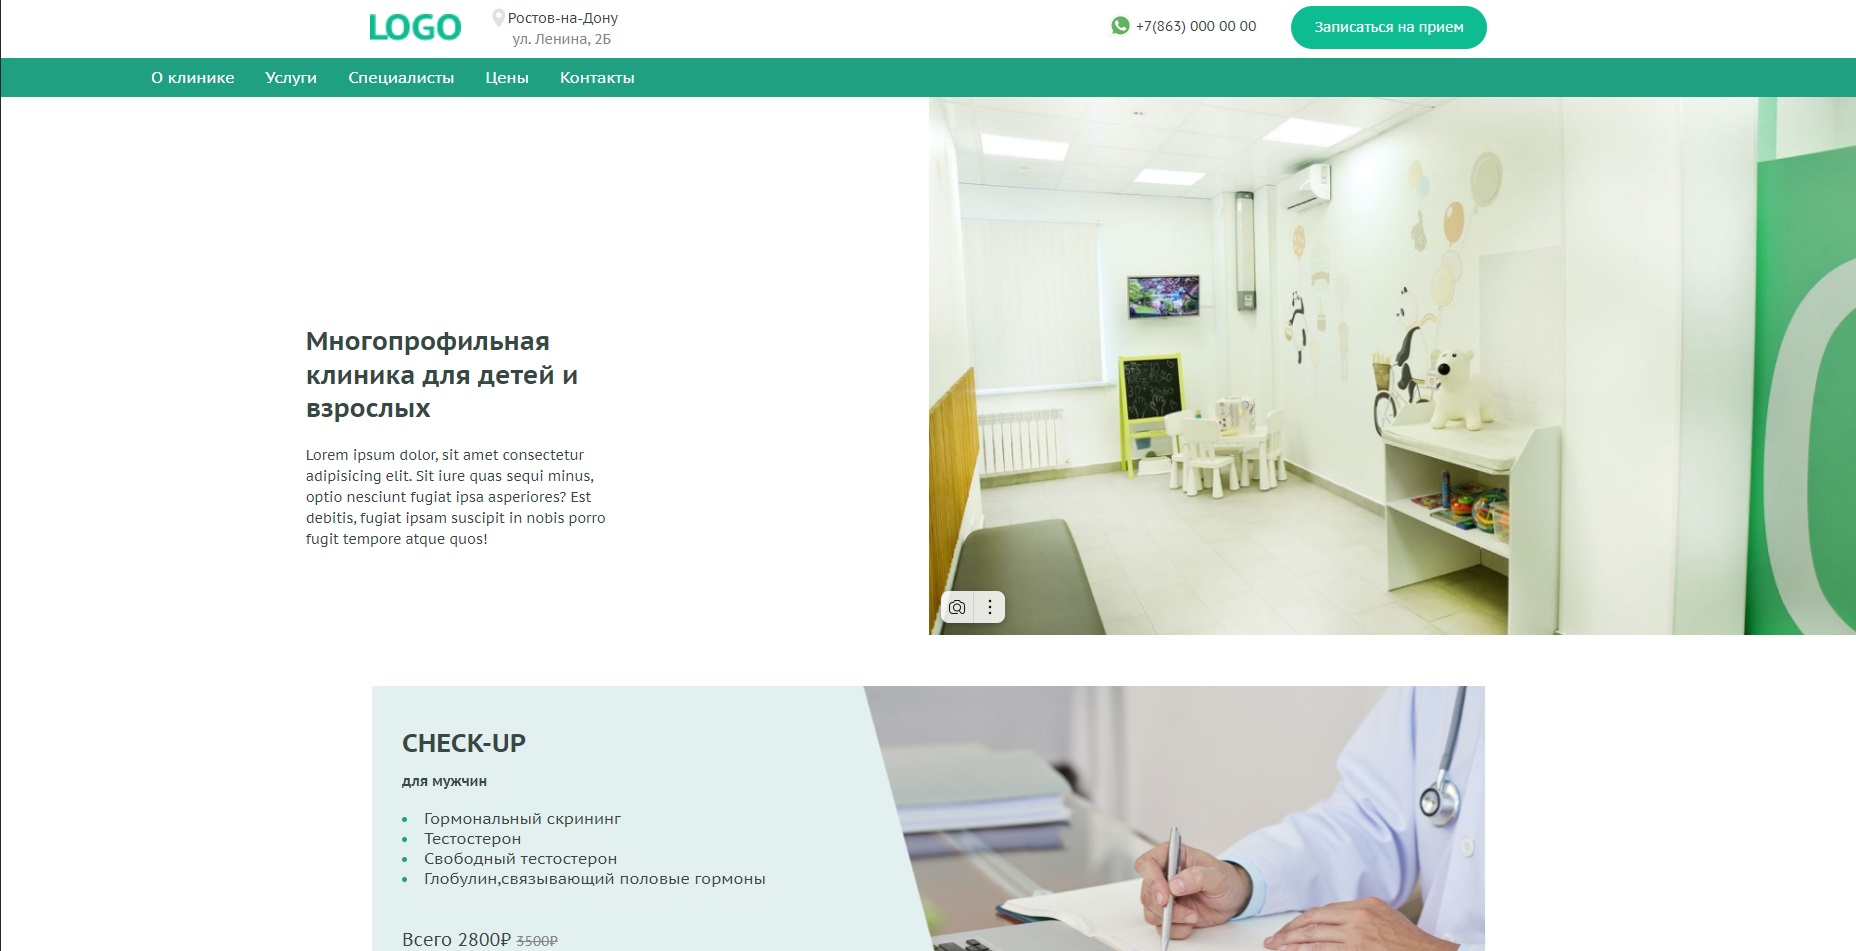 LOGO
Ростов-на-Дону
ул. Ленина, 2Б
+7(863) 000 00 00
Записаться на прием
О клинике Услуги Специалисты Цены Контакты
Многопрофильная
клиника для детей и
взрослых
Lorem ipsum dolor, sit amet consectetur
adipisicing elit. Sit iure quas sequi minus,
optio nesciunt fugiat ipsa asperiores? Est
debitis, fugiat ipsam suscipit in nobis porro
fugit tempore atque quos!
CHECK-UP
для мужчин
Гормональный скрининг
Тестостерон
Свободный тестостерон
Глобулин,связывающий половые гормоны
Всего 2800₽ 3500₽